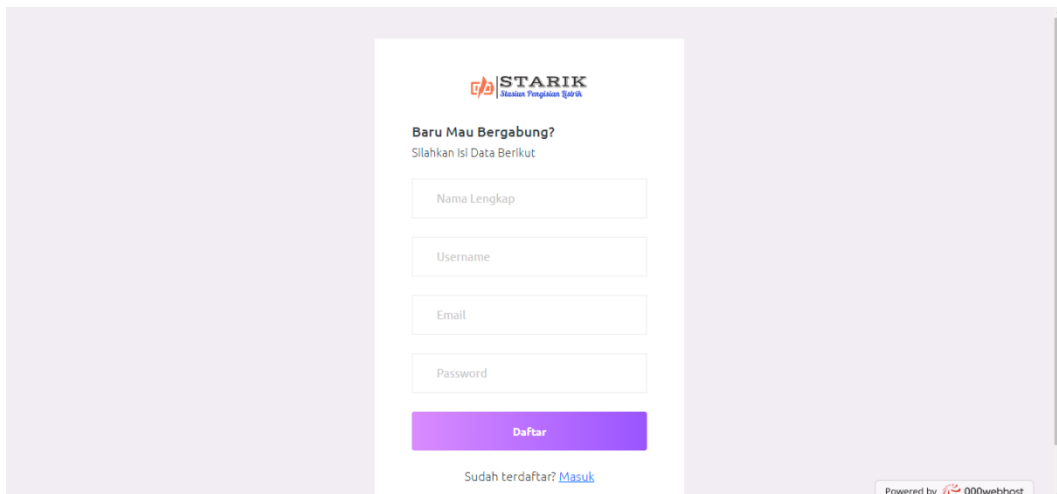 STARIK
Stasiun Pengisian Listrik
Baru Mau Bergabung?
Silahkan Isi Data Berikut
Nama Lengkap
Username
Email
Password
Daftar
Sudah terdaftar? Masuk
Powered by 000webhost